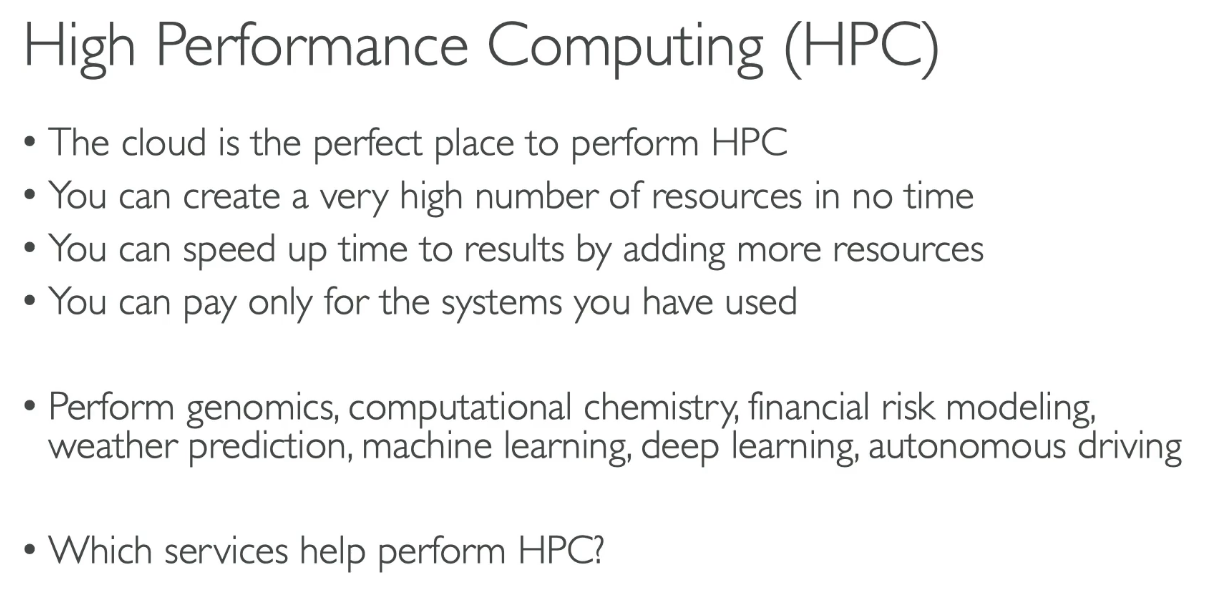 High Performance Computing (HPC)
• The cloud is the perfect place to perform HPC
• You can create a very high number of resources in no time
• You can speed up time to results by adding more resources
• You can pay only for the systems you have used
• Perform genomics, computational chemistry, financial risk modeling,
weather prediction, machine learning, deep learning, autonomous driving
• Which services help perform HPC?